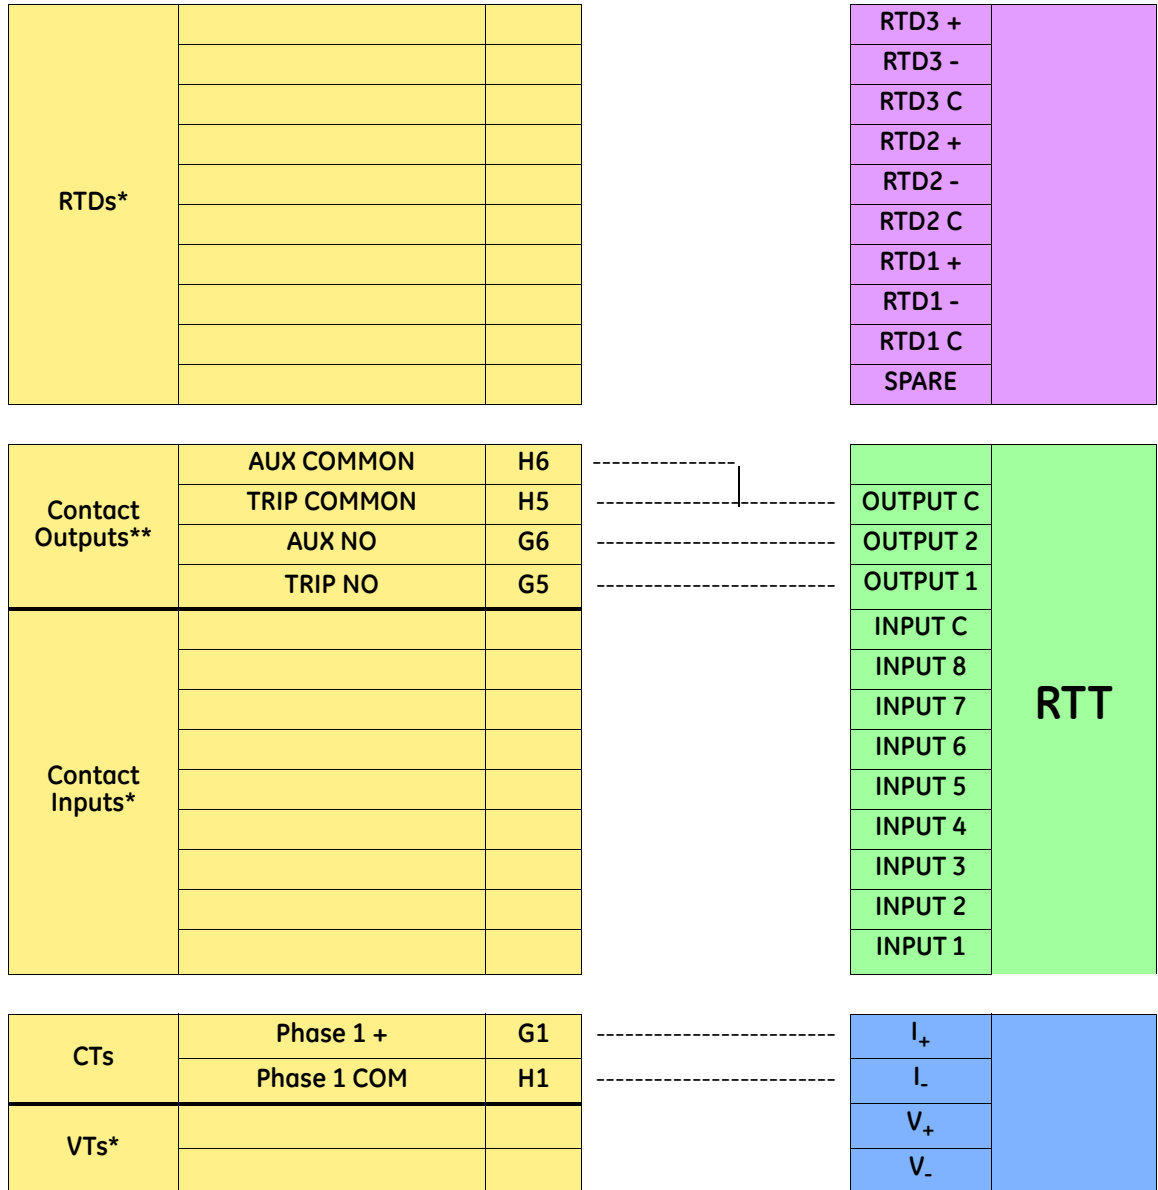 RTD3 +
RTD3 -
RTD3 C
RTD2 +
RTD2 -
RTDs*
RTD2 C
RTD1 +
RTD1 -
RTD1 C
SPARE
Contact
Outputs**
AUX COMMON H6
TRIP COMMON H5 OUTPUT C
AUX NO G6 OUTPUT 2
TRIP NO G5 OUTPUT 1
INPUT C
INPUT 8
INPUT 7
RTT
INPUT 6
Contact
Inputs*
INPUT 5
INPUT 4
INPUT 3
INPUT 2
INPUT 1
CTs
Phase 1 + G1 I+
Phase 1 COM H1 I-
VTs*
V+
V-